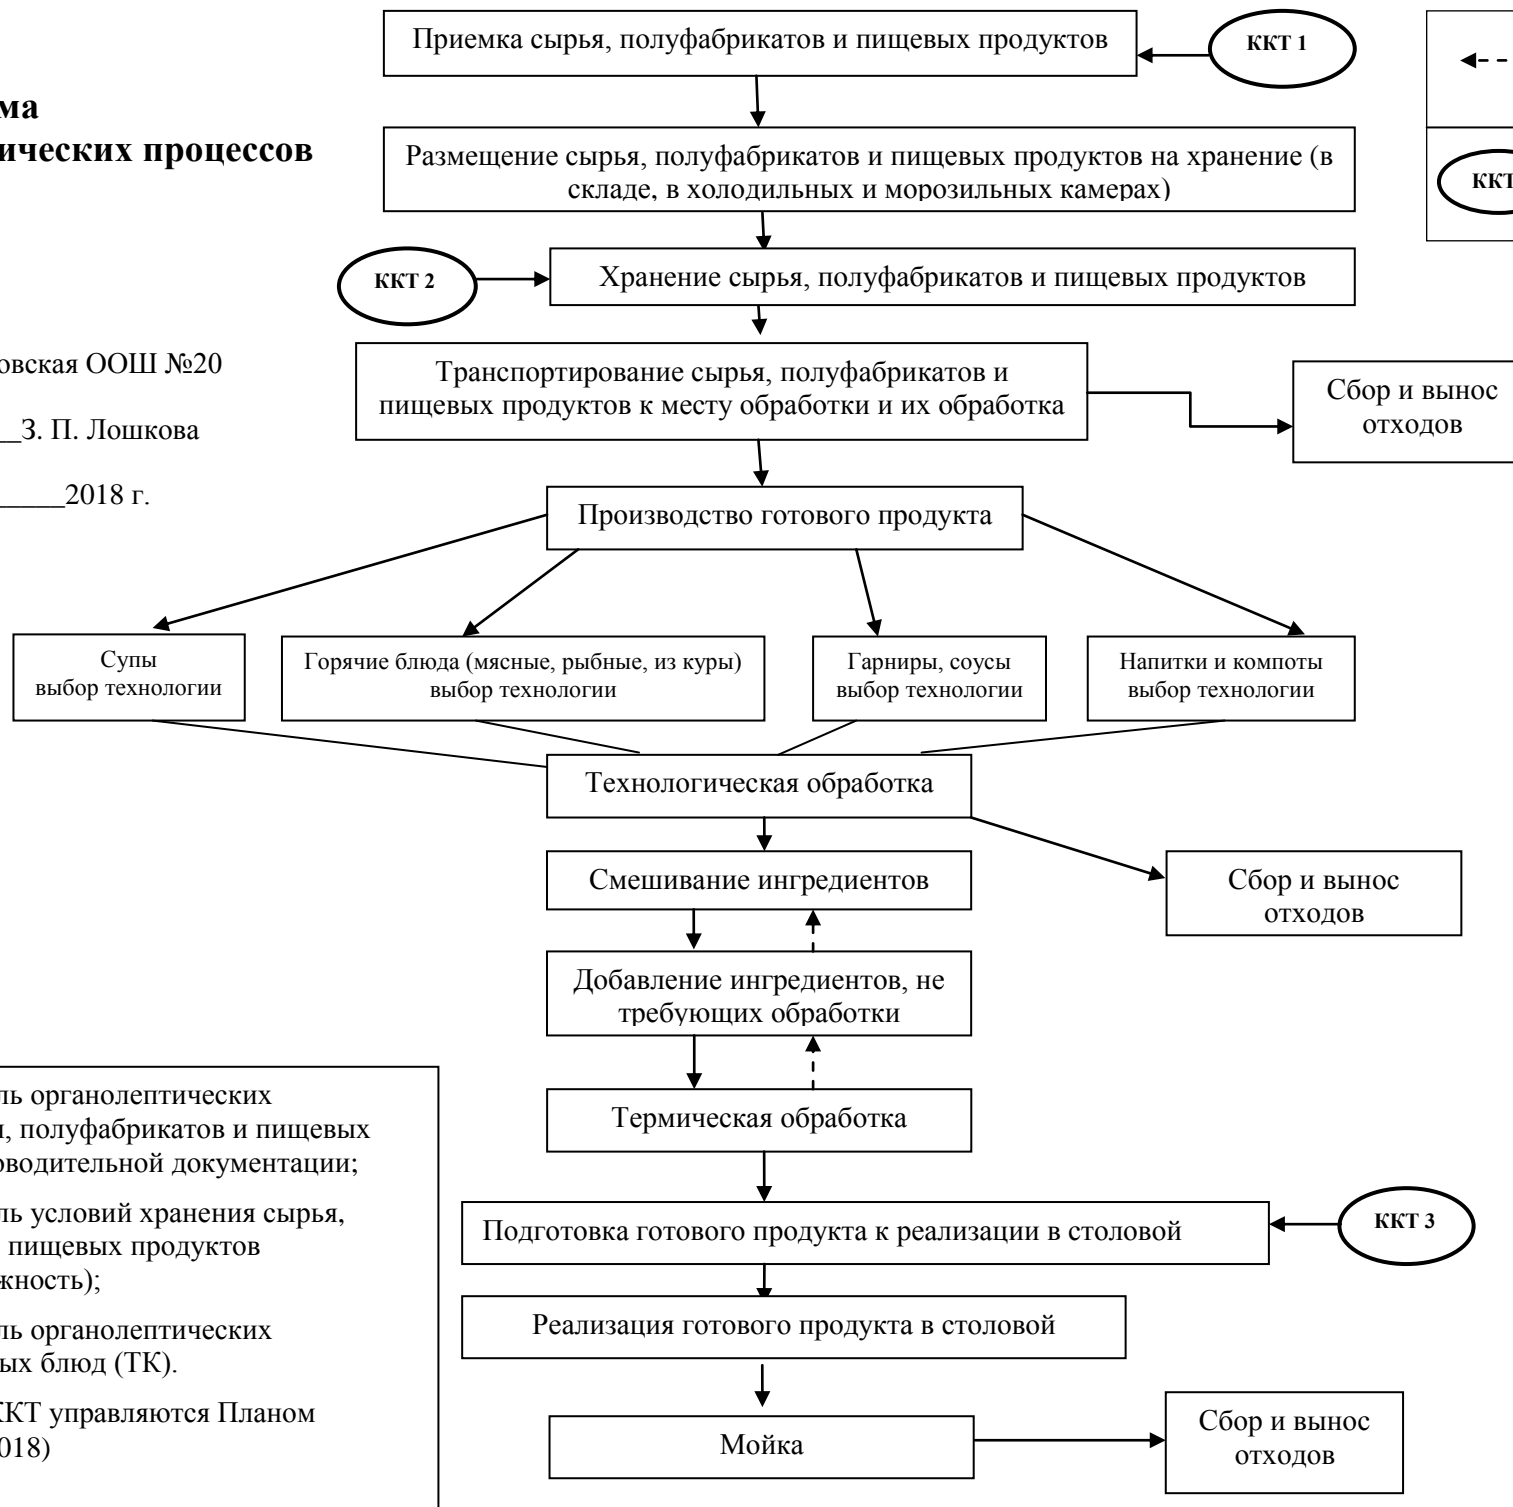 Приемка сырья, полуфабрикатов и пищевых продуктов
ККТ 1
ма
ических процессов
Размещение сырья, полуфабрикатов и пищевых продуктов на хранение (в
складе, в холодильных и морозильных камерах)
ККТ
ККТ 2
Хранение сырья, полуфабрикатов и пищевых продуктов
овская ООШ №20
__З. П. Лошкова
_____2018 г.
Транспортирование сырья, полуфабрикатов и
пищевых продуктов к месту обработки и их обработка
Сбор и вынос
отходов
Производство готового продукта
Супы
выбор технологии
Горячие блюда (мясные, рыбные, из куры)
выбор технологии
Гарниры, соусы
выбор технологии
Напитки и компоты
выбор технологии
Технологическая обработка
Смешивание ингредиентов
Сбор и вынос
отходов
Добавление ингредиентов, не
требующих обработки
Термическая обработка
Подготовка готового продукта к реализации в столовой
ККТ 3
Реализация готового продукта в столовой
Мойка
Сбор и вынос
отходов
ль органолептических
, полуфабрикатов и пищевых
оводительной документации;
ль условий хранения сырья,
пищевых продуктов
жность);
ль органолептических
ых блюд (ТК).
ККТ управляются Планом
018)